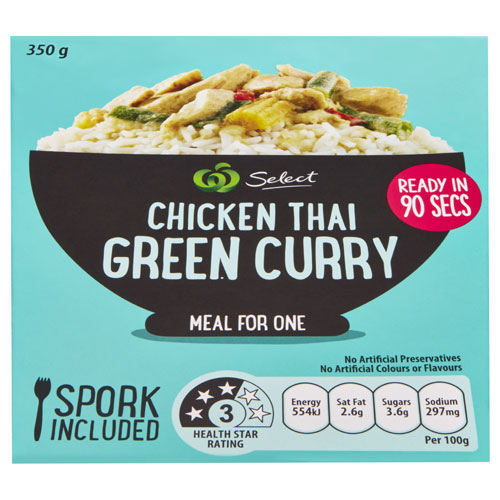 350 g
Select
READY IN
90 SECS
CHICKEN THAI
GREEN CURRY
MEAL FOR ONE
No Artificial Preservatives
No Artificial Colours or Flavours
SPORK
INCLUDED
3
HEALTH STAR
RATING
Energy
554kJ
Sat Fat
2.6g
Sugars
3.6g
Sodium
297mg
Per 100g